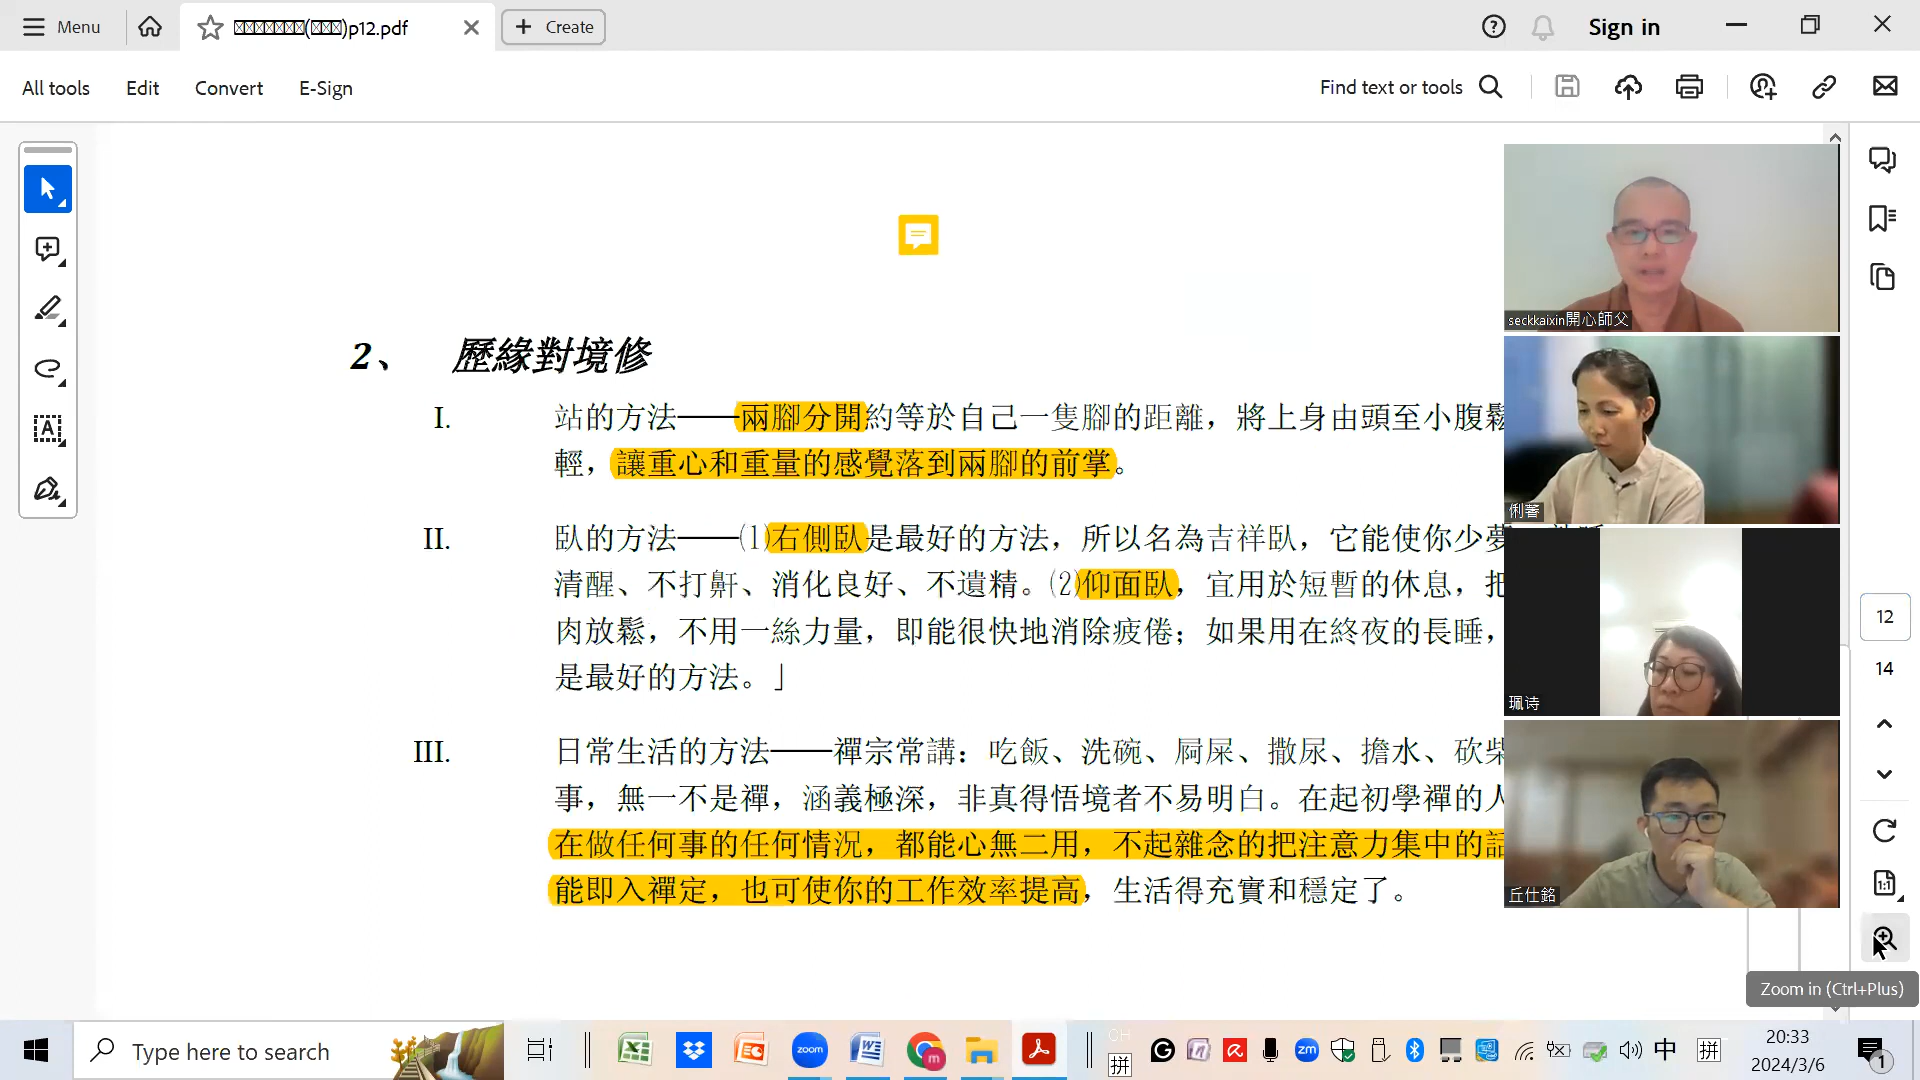 Menu
)p12.pdf
Create
Sign in
All tools
Edit
Convert
E-Sign
Find text or tools
2、 歷緣對境修
I. 站的方法——兩腳分開約等於自己一隻腳的距離，將上身由頭至小腹鬆
輕，讓重心和重量的感覺落到兩腳的前掌。
II. 臥的方法——⑴右側臥是最好的方法，所以名為吉祥臥，它能使你少夢
清醒、不打鼾、消化良好、不遺精。⑵仰面臥，宜用於短暫的休息，把
肉放鬆，不用一絲力量，即能很快地消除疲倦；如果用在終夜的長睡，
是最好的方法。」
III. 日常生活的方法——禪宗常講：吃飯、洗碗、屙屎、撒尿、擔水、砍柴
事，無一不是禪，涵義極深，非真得悟境者不易明白。在起初學禪的人
在做任何事的任何情況，都能心無二用，不起雜念的把注意力集中的話
能即入禪定，也可使你的工作效率提高，生活得充實和穩定了。
seckkaixin開心師父
俐蕃
珮诗
丘仕銘
12
14
1:1
Zoom in (Ctrl+Plus)
Type here to search
zoom
zm
中
拼
CH
拼
20:33
2024/3/6
1